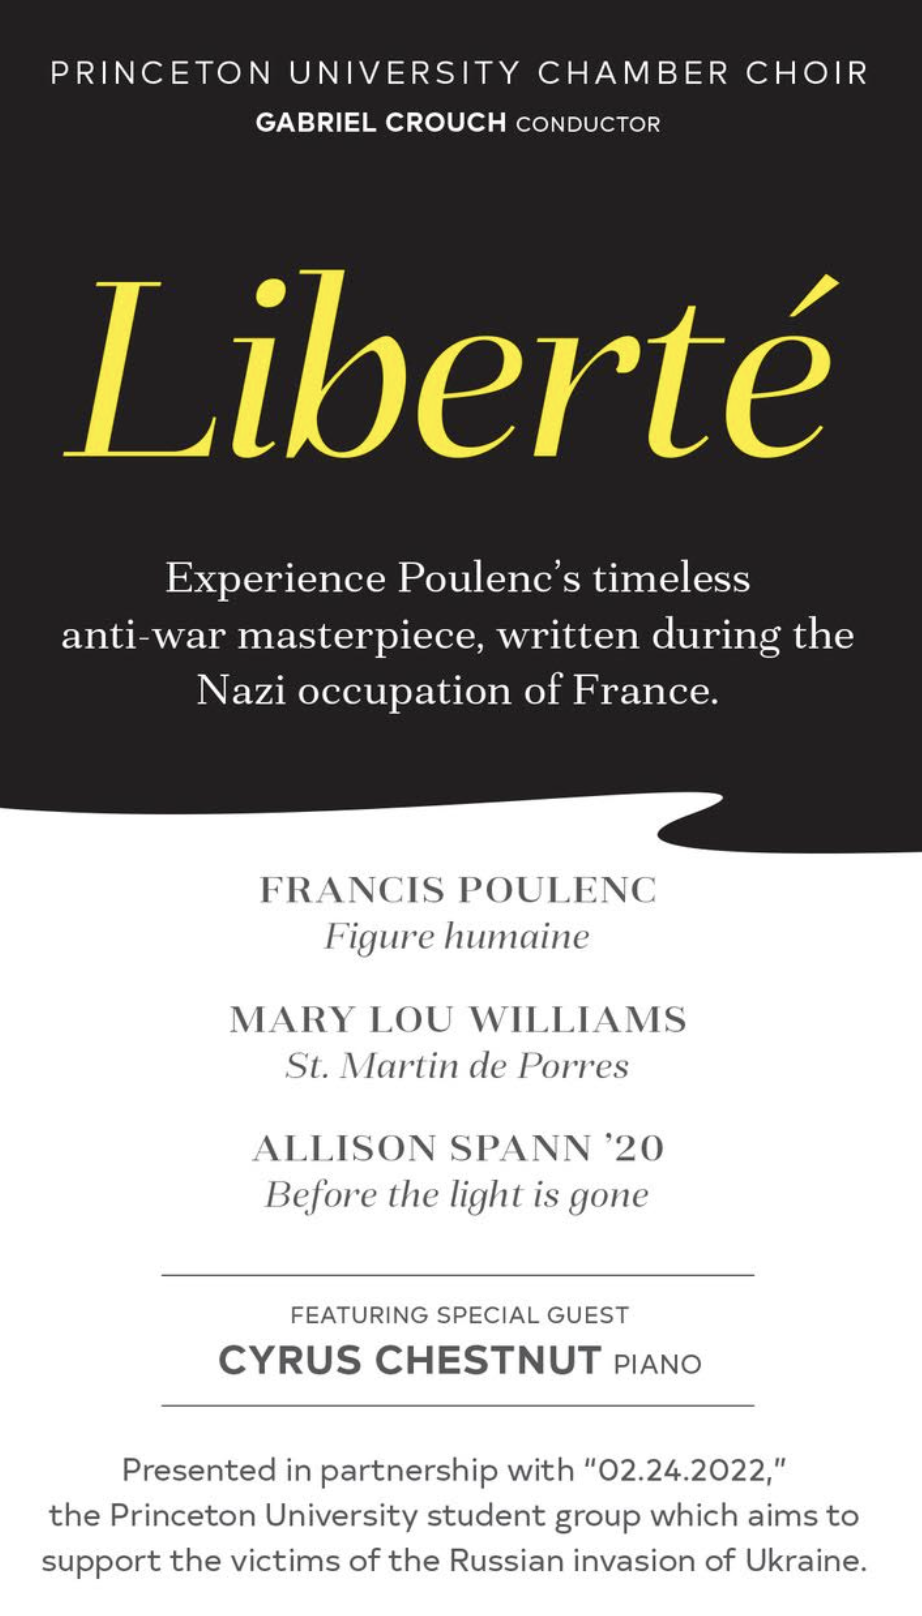 PRINCETON UNIVERSITY CHAMBER CHOIR
GABRIEL CROUCH CONDUCTOR
Liberté
Experience Poulenc’s timeless
anti-war masterpiece, written during the
Nazi occupation of France.
FRANCIS POULENC
Figure humaine
MARY LOU WILLIAMS
St. Martin de Porres
ALLISON SPANN ’20
Before the light is gone
FEATURING SPECIAL GUEST
CYRUS CHESTNUT PIANO
Presented in partnership with “02.24.2022,”
the Princeton University student group which aims to
support the victims of the Russian invasion of Ukraine.